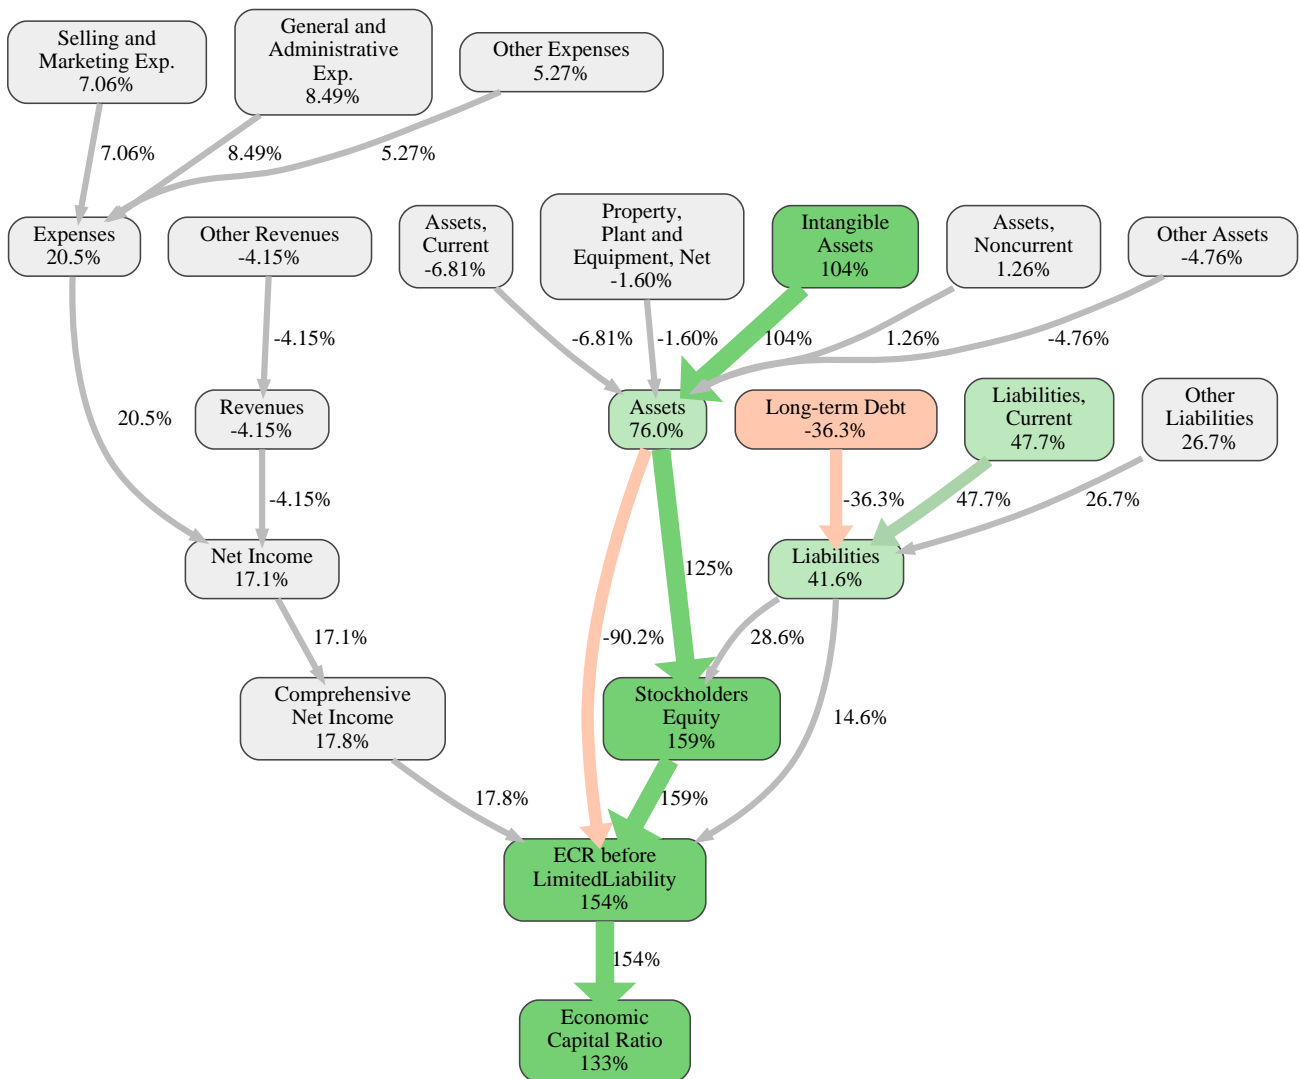 Selling and
Marketing Exp.
7.06%
General and
Administrative
Exp.
8.49%
Other Expenses
5.27%
7.06%
8.49%
5.27%
Expenses
20.5%
Other Revenues
-4.15%
Assets,
Current
-6.81%
Property,
Plant and
Equipment, Net
-1.60%
Intangible
Assets
104%
Assets,
Noncurrent
1.26%
Other Assets
-4.76%
-4.15%
-6.81%
-1.60%
104%
1.26%
-4.76%
20.5%
Revenues
-4.15%
Assets
76.0%
Long-term Debt
-36.3%
Liabilities,
Current
47.7%
Other
Liabilities
26.7%
-4.15%
-36.3%
47.7%
26.7%
Net Income
17.1%
125%
Liabilities
41.6%
17.1%
-90.2%
28.6%
Comprehensive
Net Income
17.8%
Stockholders
Equity
159%
14.6%
17.8%
159%
ECR before
LimitedLiability
154%
154%
Economic
Capital Ratio
133%